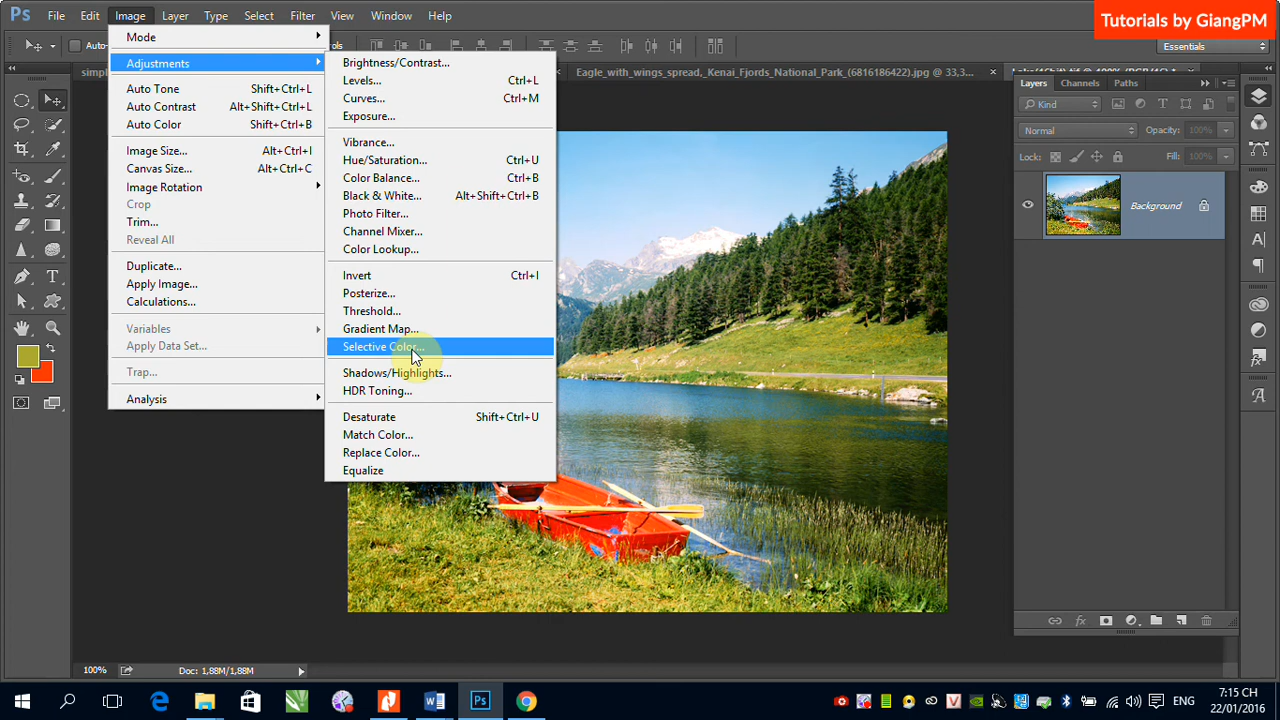 Ps File Edit Image Layer Type Select Filter View Window Help
Tutorials by GiangPM
Essentials
Eagle_with_wings_spread,_Kenai_Fjords_National_Park_(6816186422).jpg @ 33,3...
Mode
Adjustments
Auto Tone Shift+Ctrl+L
Auto Contrast Alt+Shift+Ctrl+L
Auto Color Shift+Ctrl+B
Image Size... Alt+Ctrl+I
Canvas Size... Alt+Ctrl+C
Image Rotation
Crop
Trim...
Reveal All
Duplicate...
Apply Image...
Calculations...
Variables
Apply Data Set...
Trap...
Analysis
Brightness/Contrast...
Levels... Ctrl+L
Curves... Ctrl+M
Exposure...
Vibrance...
Hue/Saturation... Ctrl+U
Color Balance... Ctrl+B
Black & White... Alt+Shift+Ctrl+B
Photo Filter...
Channel Mixer...
Color Lookup...
Invert Ctrl+I
Posterize...
Threshold...
Gradient Map...
Selective Color...
Shadows/Highlights...
HDR Toning...
Desaturate Shift+Ctrl+U
Match Color...
Replace Color...
Equalize
Layers Channels Paths
Kind
Normal Opacity: 100%
Lock: Fill: 100%
Background
100% Doc: 1,88M/1,88M
ENG
7:15 CH
22/01/2016